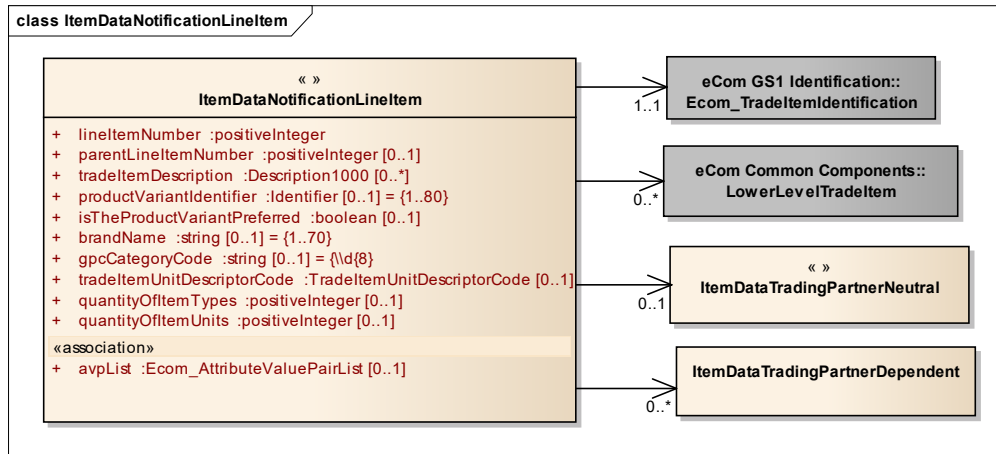 class ItemDataNotificationLineItem
« »
ItemDataNotificationLineItem
+ lineItemNumber :positiveInteger
+ parentLineItemNumber :positiveInteger [0..1]
+ tradeItemDescription :Description1000 [0..*]
+ productVariantIdentifier :Identifier [0..1] = {1..80}
+ isTheProductVariantPreferred :boolean [0..1]
+ brandName :string [0..1] = {1..70}
+ gpcCategoryCode :string [0..1] = {\\d{8}
+ tradeItemUnitDescriptorCode :TradeItemUnitDescriptorCode [0..1]
+ quantityOfItemTypes :positiveInteger [0..1]
+ quantityOfItemUnits :positiveInteger [0..1]
«association»
+ avpList :Ecom_AttributeValuePairList [0..1]
1..1
eCom GS1 Identification::
Ecom_TradeItemIdentification
0..*
eCom Common Components::
LowerLevelTradeItem
0..1
« »
ItemDataTradingPartnerNeutral
0..*
ItemDataTradingPartnerDependent